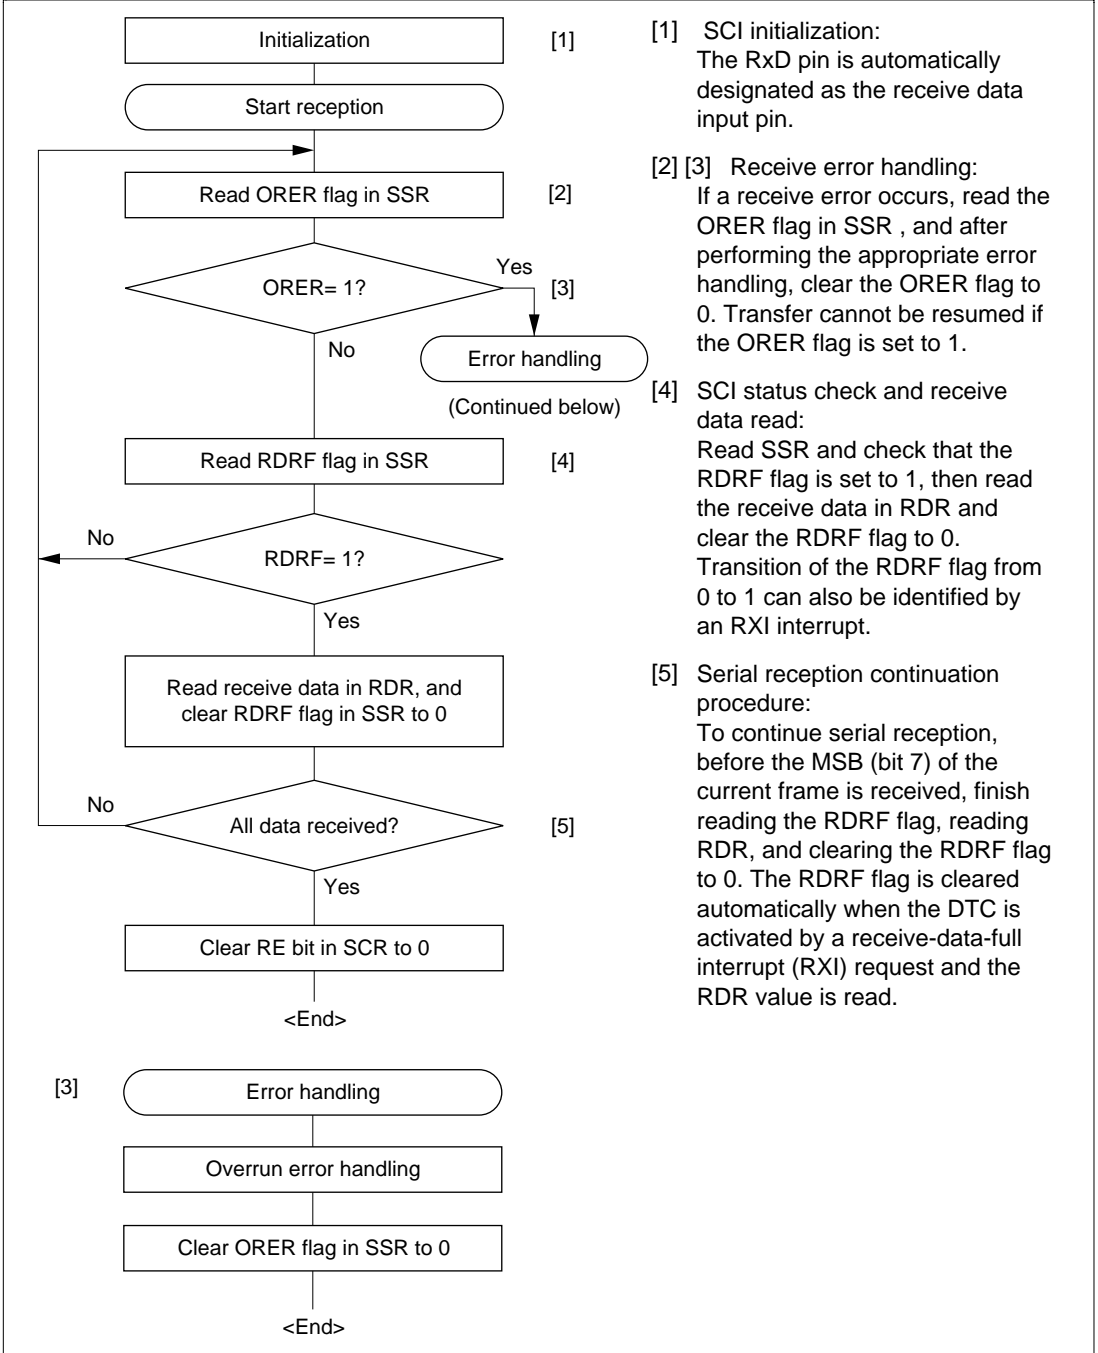 Initialization
[1]
Start reception
Read ORER flag in SSR
[2]
ORER= 1?
Yes
[3]
No
Error handling
(Continued below)
Read RDRF flag in SSR
[4]
No
RDRF= 1?
Yes
Read receive data in RDR, and
clear RDRF flag in SSR to 0
No
All data received?
[5]
Yes
Clear RE bit in SCR to 0
<End>
[3]
Error handling
Overrun error handling
Clear ORER flag in SSR to 0
<End>
[1] SCI initialization:
The RxD pin is automatically
designated as the receive data
input pin.
[2] [3] Receive error handling:
If a receive error occurs, read the
ORER flag in SSR , and after
performing the appropriate error
handling, clear the ORER flag to
0. Transfer cannot be resumed if
the ORER flag is set to 1.
[4] SCI status check and receive
data read:
Read SSR and check that the
RDRF flag is set to 1, then read
the receive data in RDR and
clear the RDRF flag to 0.
Transition of the RDRF flag from
0 to 1 can also be identified by
an RXI interrupt.
[5] Serial reception continuation
procedure:
To continue serial reception,
before the MSB (bit 7) of the
current frame is received, finish
reading the RDRF flag, reading
RDR, and clearing the RDRF flag
to 0. The RDRF flag is cleared
automatically when the DTC is
activated by a receive-data-full
interrupt (RXI) request and the
RDR value is read.